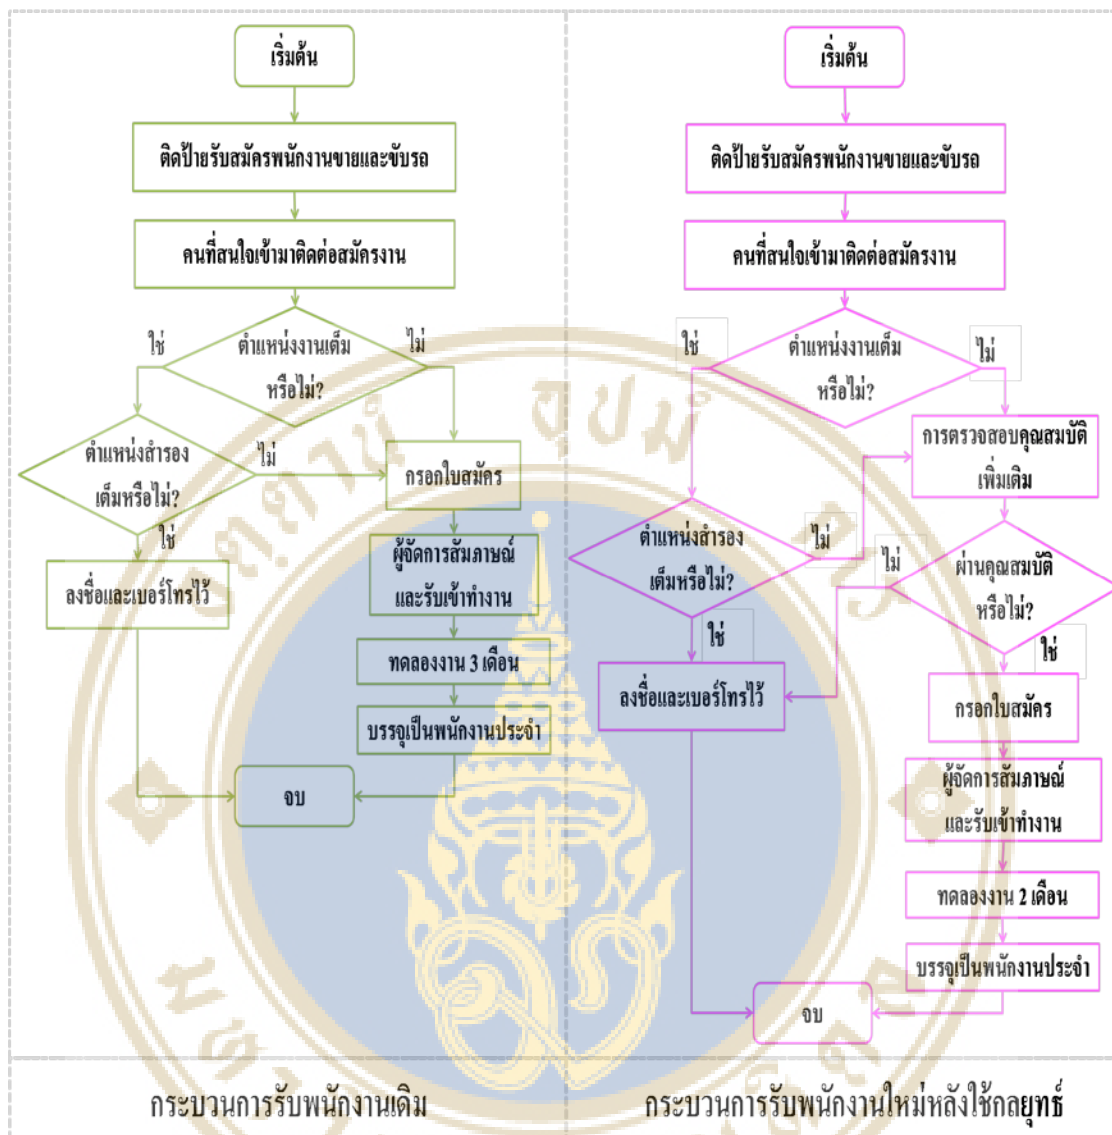 เริ่มต้น
ติดป้ายรับสมัครพนักงานขายและขับรถ
คนที่สนใจเข้ามาติดต่อสมัครงาน
ใช่
ตำแหน่งงานเต็ม
หรือไม่?
ไม่
ตำแหน่งสำรอง
เต็มหรือไม่?
ไม่
กรอกใบสมัคร
ใช่
ลงชื่อและเบอร์โทรไว้
ผู้จัดการสัมภาษณ์
และรับเข้าทำงาน
ทดลองงาน 3 เดือน
บรรจุเป็นพนักงานประจำ
จบ
กระบวนการรับพนักงานเดิม
เริ่มต้น
ติดป้ายรับสมัครพนักงานขายและขับรถ
คนที่สนใจเข้ามาติดต่อสมัครงาน
ใช่
ตำแหน่งงานเต็ม
หรือไม่?
ไม่
การตรวจสอบคุณสมบัติ
เพิ่มเติม
ตำแหน่งสำรอง
เต็มหรือไม่?
ไม่
ไม่
ผ่านคุณสมบัติ
หรือไม่?
ใช่
ใช่
ลงชื่อและเบอร์โทรไว้
กรอกใบสมัคร
ผู้จัดการสัมภาษณ์
และรับเข้าทำงาน
ทดลองงาน 2 เดือน
บรรจุเป็นพนักงานประจำ
จบ
กระบวนการรับพนักงานใหม่หลังใช้กลยุทธ์